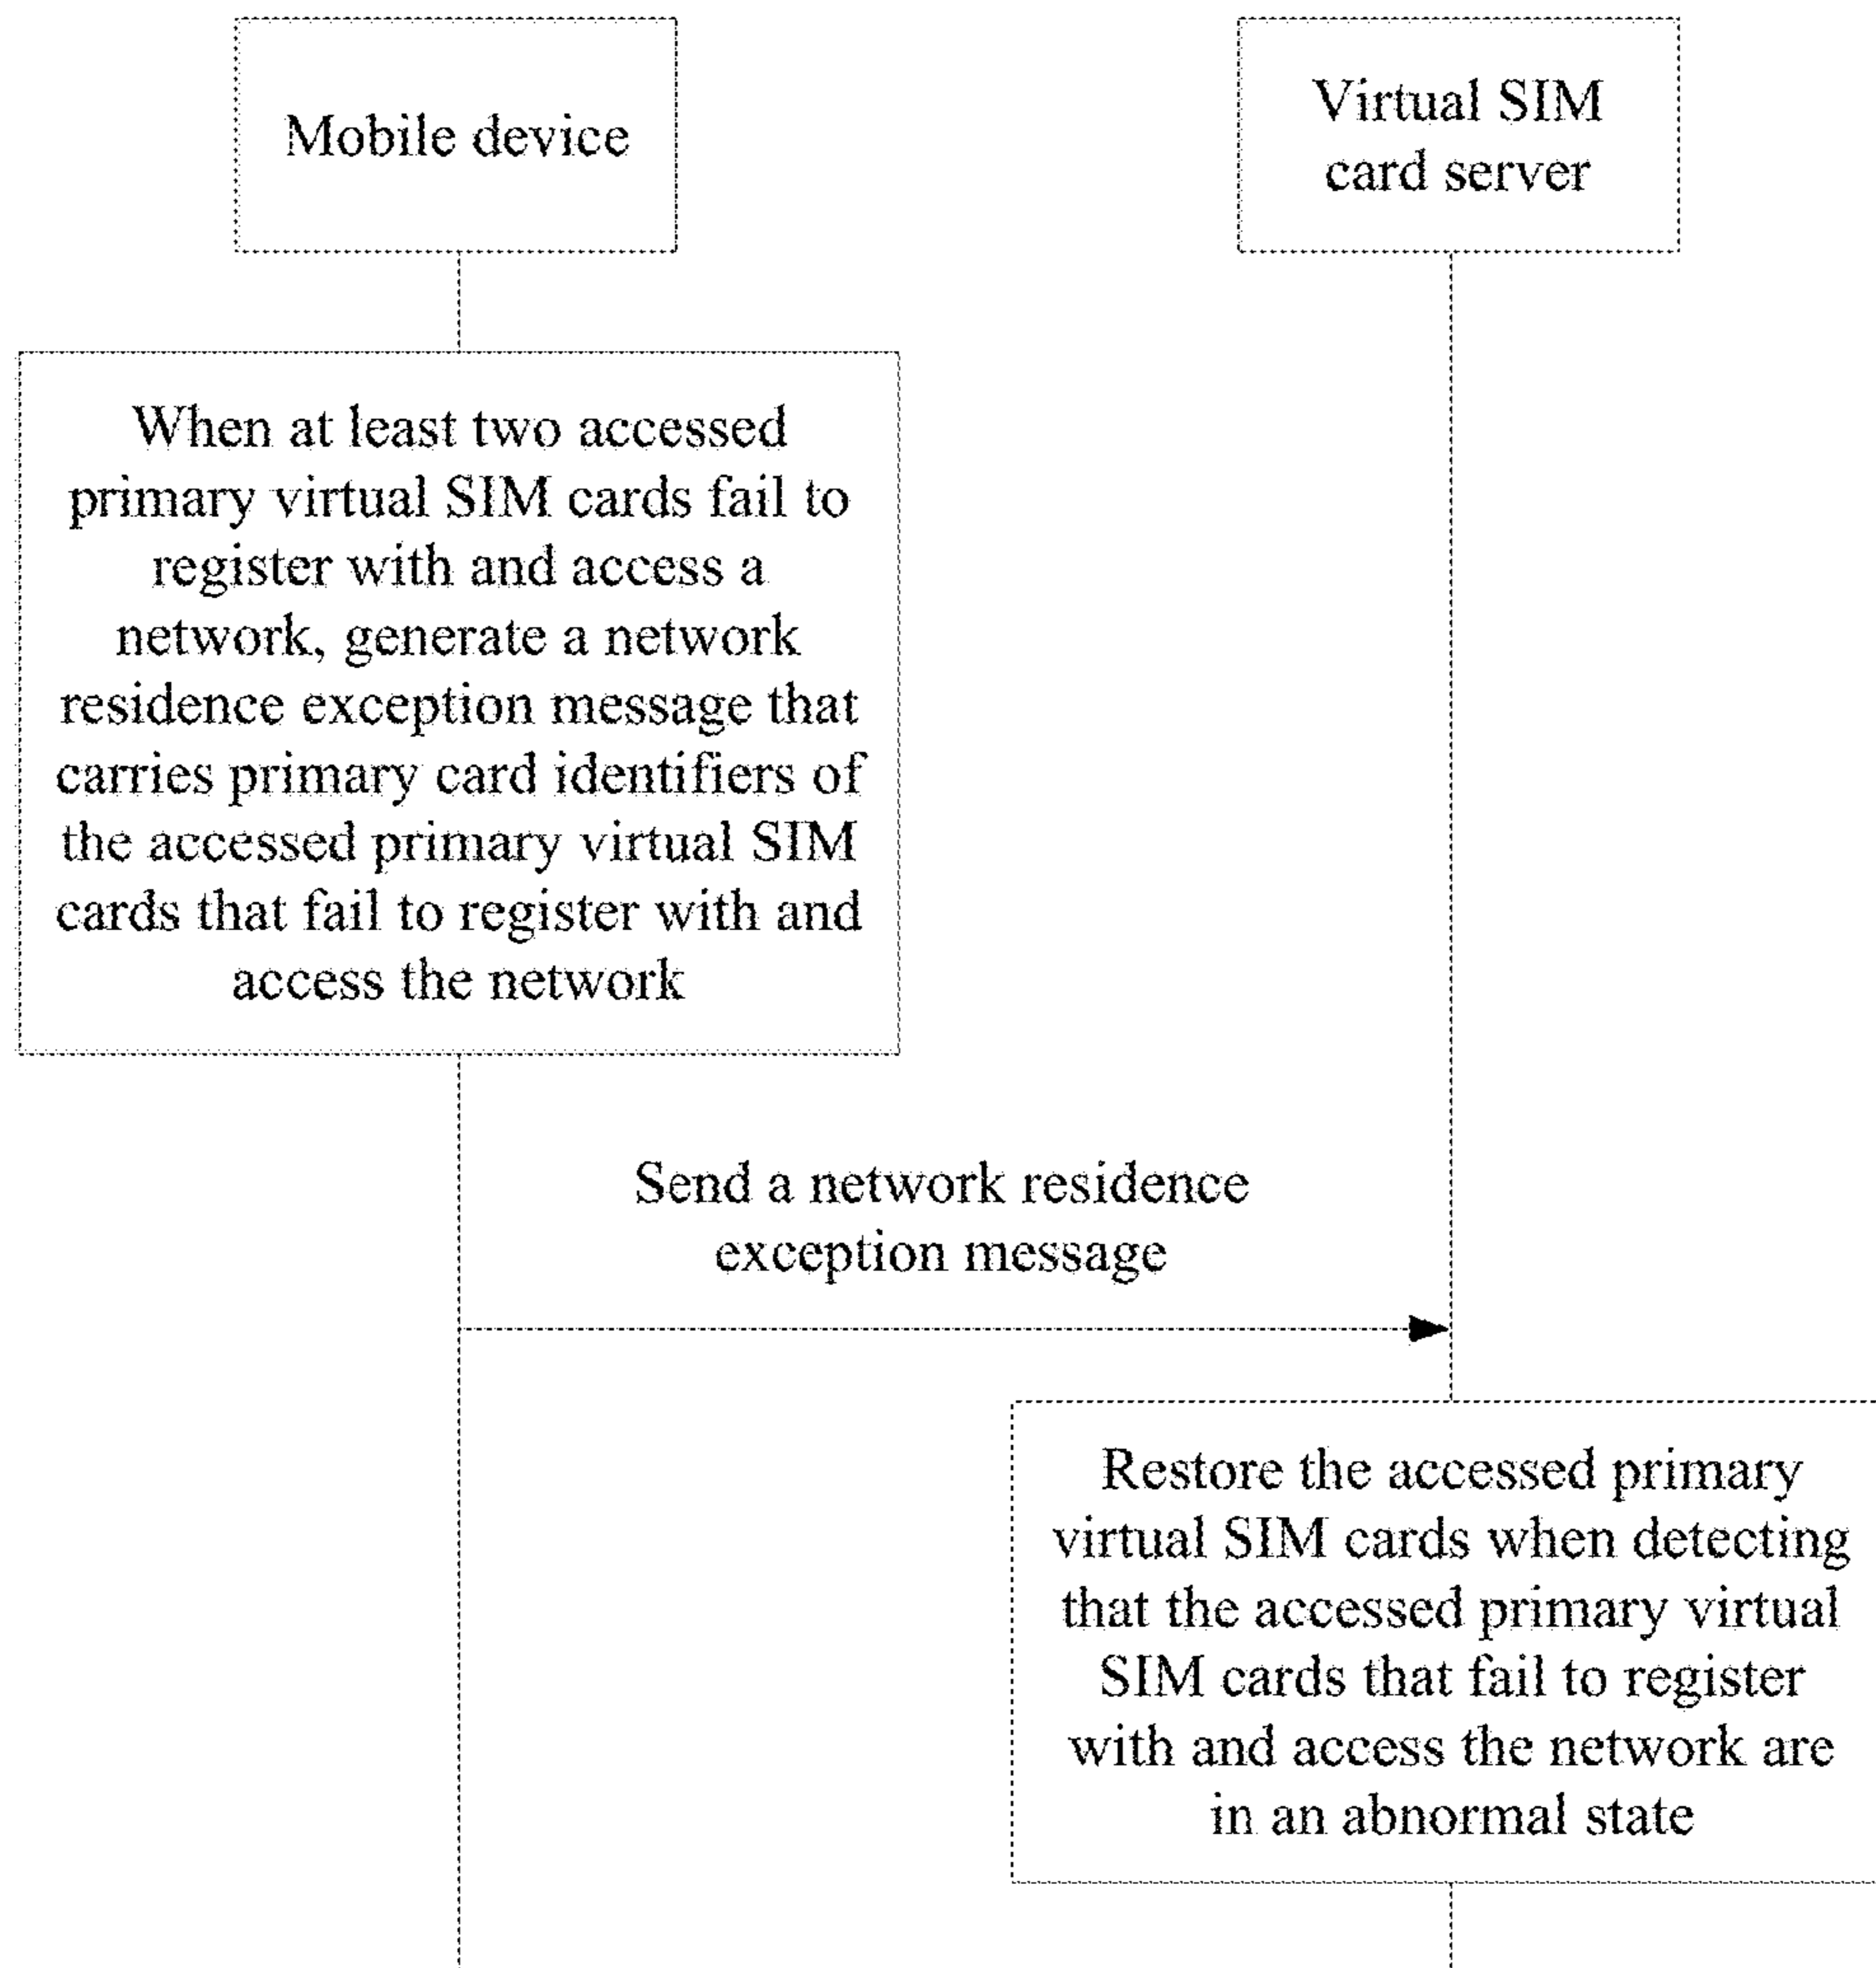 Mobile device
Virtual SIM
card server
When at least two accessed
primary virtual SIM cards fail to
register with and access a
network, generate a network
residence exception message that
carries primary card identifiers of
the accessed primary virtual SIM
cards that fail to register with and
access the network
Send a network residence
exception message
Restore the accessed primary
virtual SIM cards when detecting
that the accessed primary virtual
SIM cards that fail to register
with and access the network are
in an abnormal state